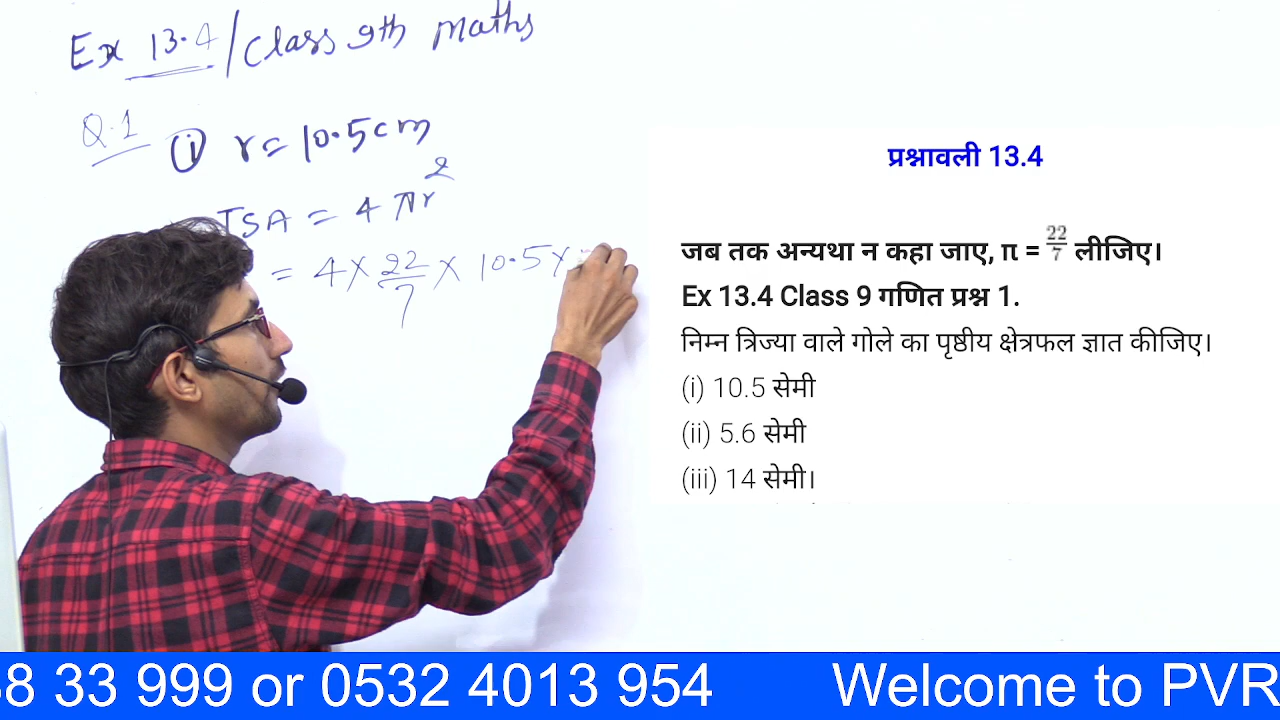 Ex 13.4 / Class 9th Maths
Q.1 (i) r = 10.5 cm
TSA = 4 πr²
= 4 × 22/7 × 10.5 ×
प्रश्नावली 13.4
जब तक अन्यथा न कहा जाए, π = 22/7 लीजिए।
Ex 13.4 Class 9 गणित प्रश्न 1.
निम्न त्रिज्या वाले गोले का पृष्ठीय क्षेत्रफल ज्ञात कीजिए।
(i) 10.5 सेमी
(ii) 5.6 सेमी
(iii) 14 सेमी।
8 33 999 or 0532 4013 954 Welcome to PVR